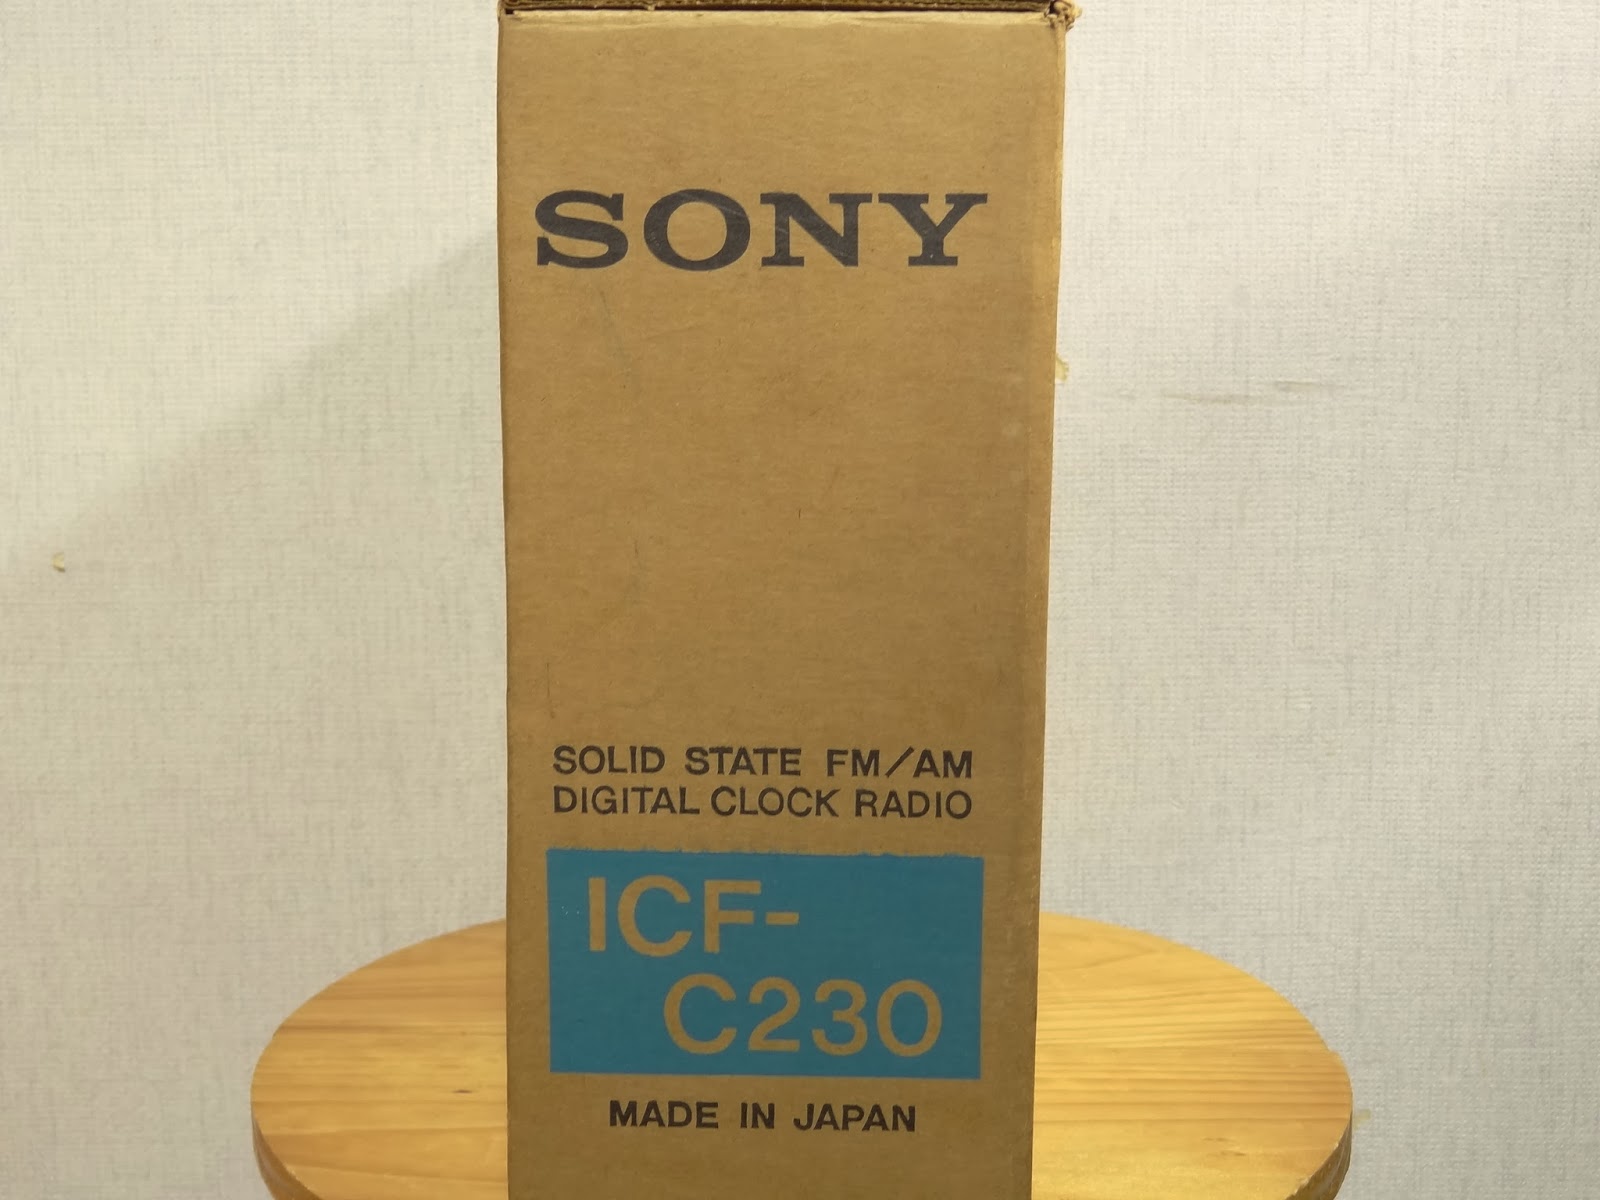 SONY
SOLID STATE FM/AM
DIGITAL CLOCK RADIO
ICF-
C230
MADE IN JAPAN